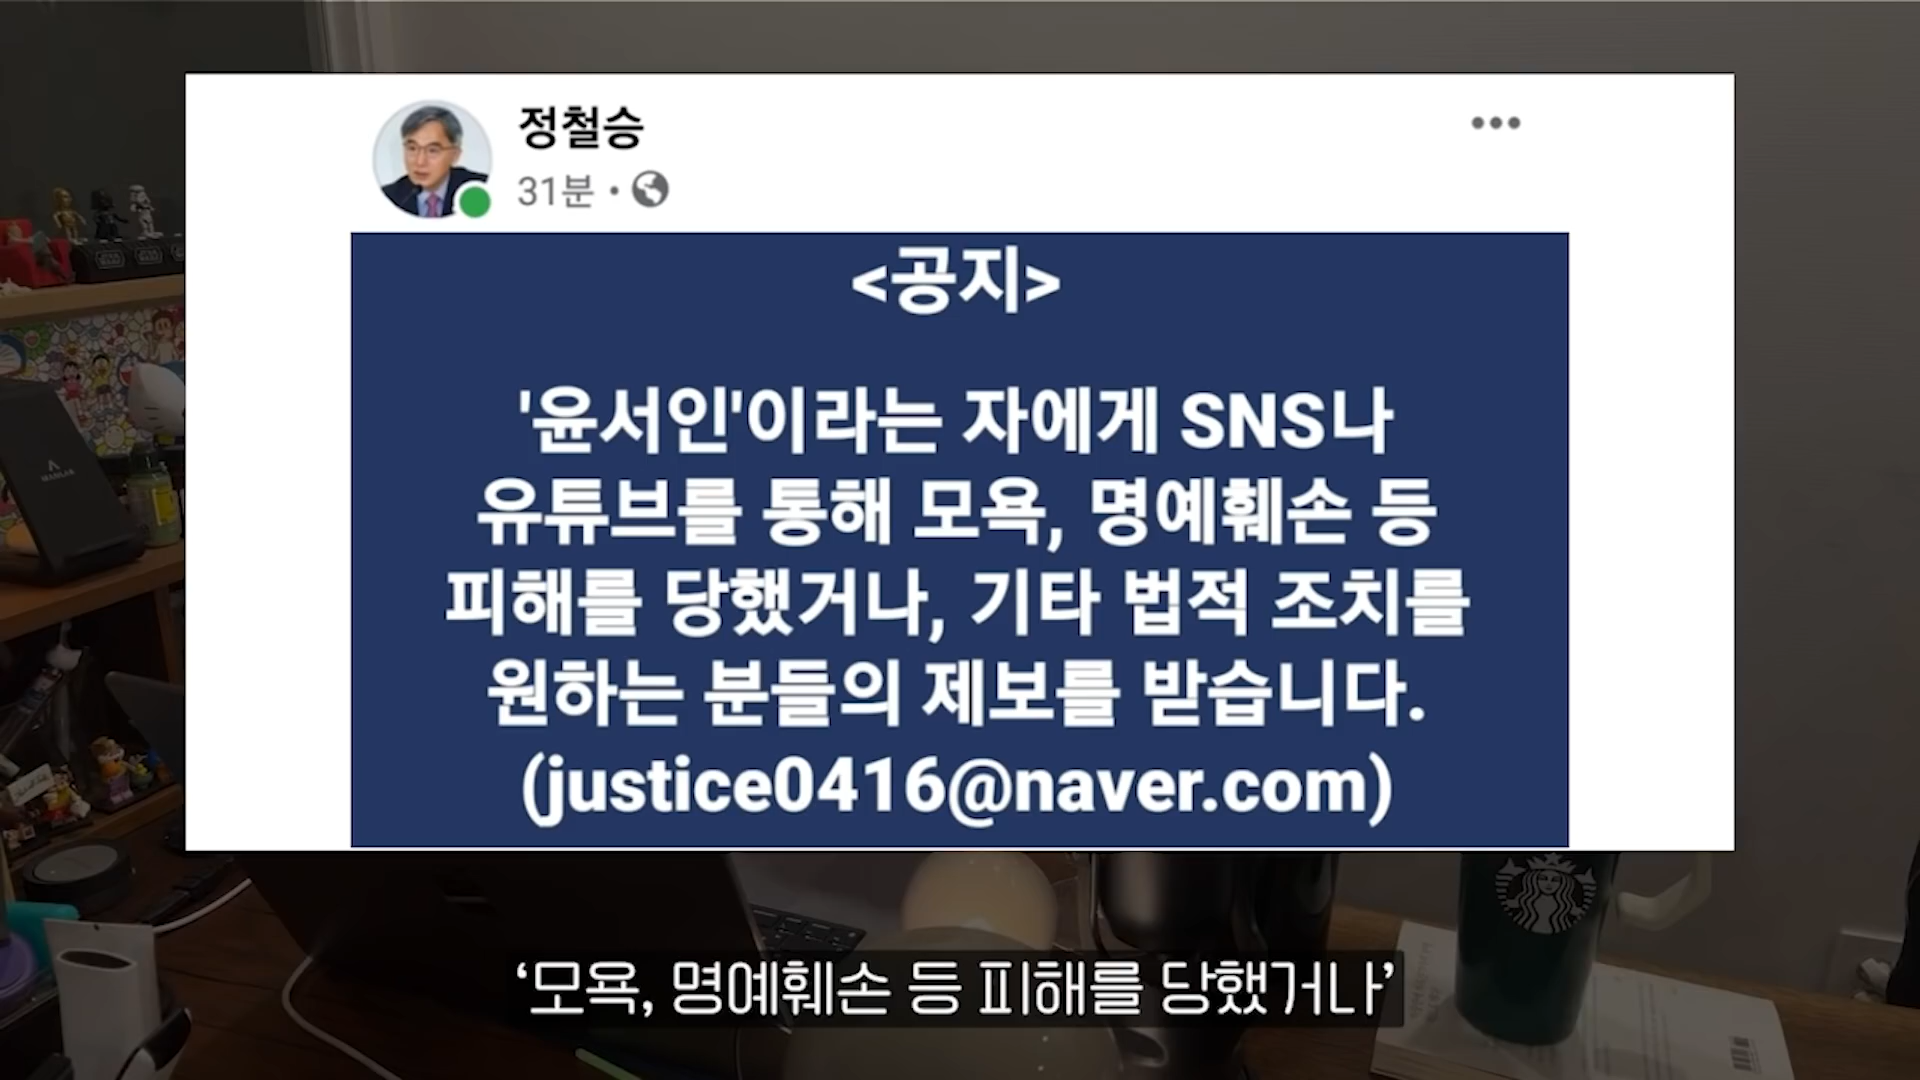 정철승
31분
<공지>
'윤서인'이라는 자에게 SNS나
유튜브를 통해 모욕, 명예훼손 등
피해를 당했거나, 기타 법적 조치를
원하는 분들의 제보를 받습니다.
(justice0416@naver.com)
‘모욕, 명예훼손 등 피해를 당했거나’